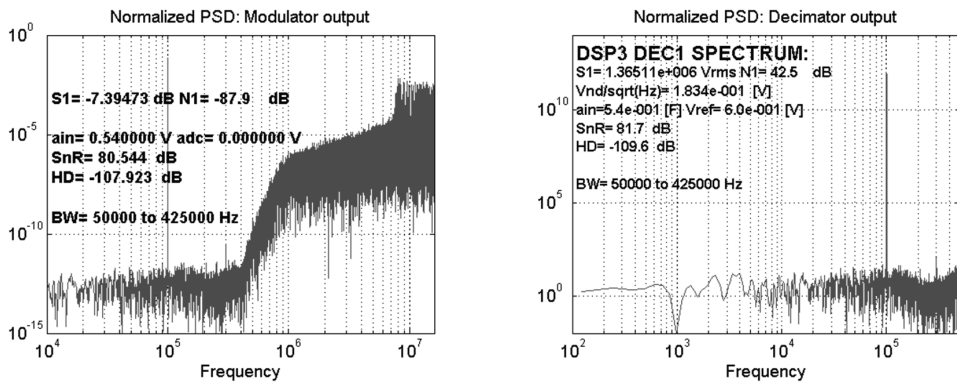 Normalized PSD: Modulator output
10^0
10^-5
10^-10
10^-15
S1= -7.39473 dB N1= -87.9 dB
ain= 0.540000 V adc= 0.000000 V
SnR= 80.544 dB
HD= -107.923 dB
BW= 50000 to 425000 Hz
10^4 10^5 10^6 10^7
Frequency
Normalized PSD: Decimator output
10^10
10^5
10^0
DSP3 DEC1 SPECTRUM:
S1= 1.36511e+006 Vrms N1= 42.5 dB
Vnd/sqrt(Hz)= 1.834e-001 [V]
ain=5.4e-001 [F] Vref= 6.0e-001 [V]
SnR= 81.7 dB
HD= -109.6 dB
BW= 50000 to 425000 Hz
10^2 10^3 10^4 10^5
Frequency